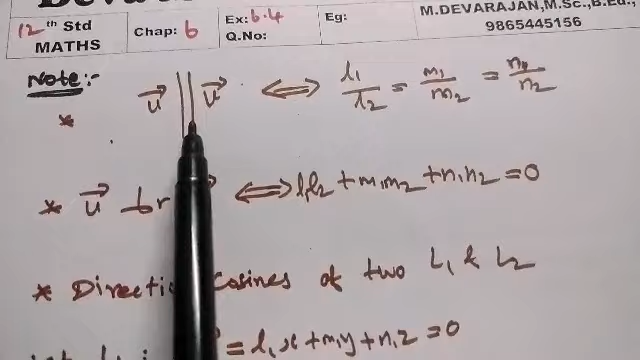 12th Std
MATHS
Chap: 6
Ex: 6.4
Q.No:
Eg:
M.DEVARAJAN,M.Sc.,B.Ed.,
9865445156
Note:-
* u⃗ || v⃗ ⟺ l₁/l₂ = m₁/m₂ = n₁/n₂
* u⃗ ⊥r ⟺ l₁l₂ + m₁m₂ + n₁n₂ = 0
* Cosines of two L₁ & L₂
= l₁x + m₁y + n₁z = 0